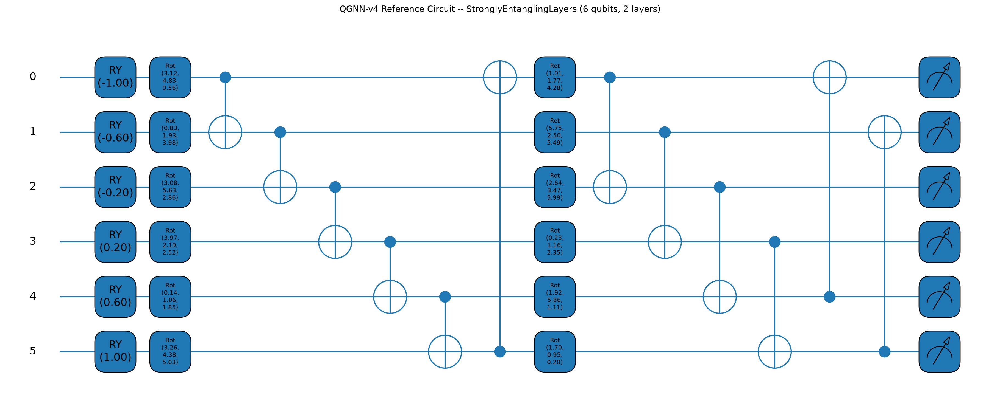 QGNN-v4 Reference Circuit -- StronglyEntanglingLayers (6 qubits, 2 layers)
0
RY
(-1.00)
Rot
(3.12,
4.83,
0.56)
Rot
(1.01,
1.77,
4.28)
1
RY
(-0.60)
Rot
(0.83,
1.93,
3.98)
Rot
(5.75,
2.50,
5.49)
2
RY
(-0.20)
Rot
(3.08,
5.63,
2.86)
Rot
(2.64,
3.47,
5.99)
3
RY
(0.20)
Rot
(3.97,
2.19,
2.52)
Rot
(0.23,
1.16,
2.35)
4
RY
(0.60)
Rot
(0.14,
1.06,
1.85)
Rot
(1.92,
5.86,
1.11)
5
RY
(1.00)
Rot
(3.26,
4.38,
5.03)
Rot
(1.70,
0.95,
0.20)